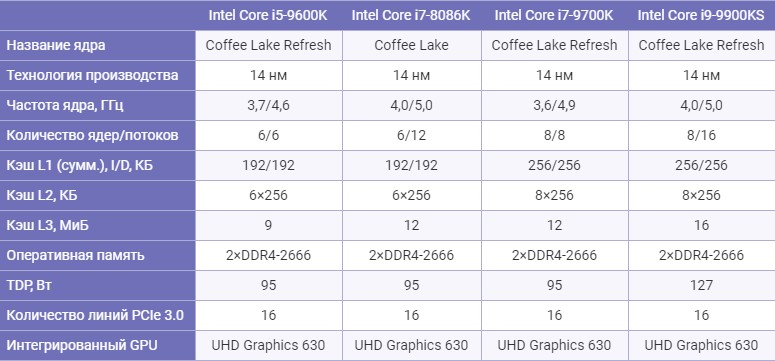 Intel Core i5-9600K Intel Core i7-8086K Intel Core i7-9700K Intel Core i9-9900KS
Название ядра Coffee Lake Refresh Coffee Lake Coffee Lake Refresh Coffee Lake Refresh
Технология производства 14 нм 14 нм 14 нм 14 нм
Частота ядра, ГГц 3,7/4,6 4,0/5,0 3,6/4,9 4,0/5,0
Количество ядер/потоков 6/6 6/12 8/8 8/16
Кэш L1 (сумм.), I/D, КБ 192/192 192/192 256/256 256/256
Кэш L2, КБ 6×256 6×256 8×256 8×256
Кэш L3, МиБ 9 12 12 16
Оперативная память 2×DDR4-2666 2×DDR4-2666 2×DDR4-2666 2×DDR4-2666
TDP, Вт 95 95 95 127
Количество линий PCIe 3.0 16 16 16 16
Интегрированный GPU UHD Graphics 630 UHD Graphics 630 UHD Graphics 630 UHD Graphics 630